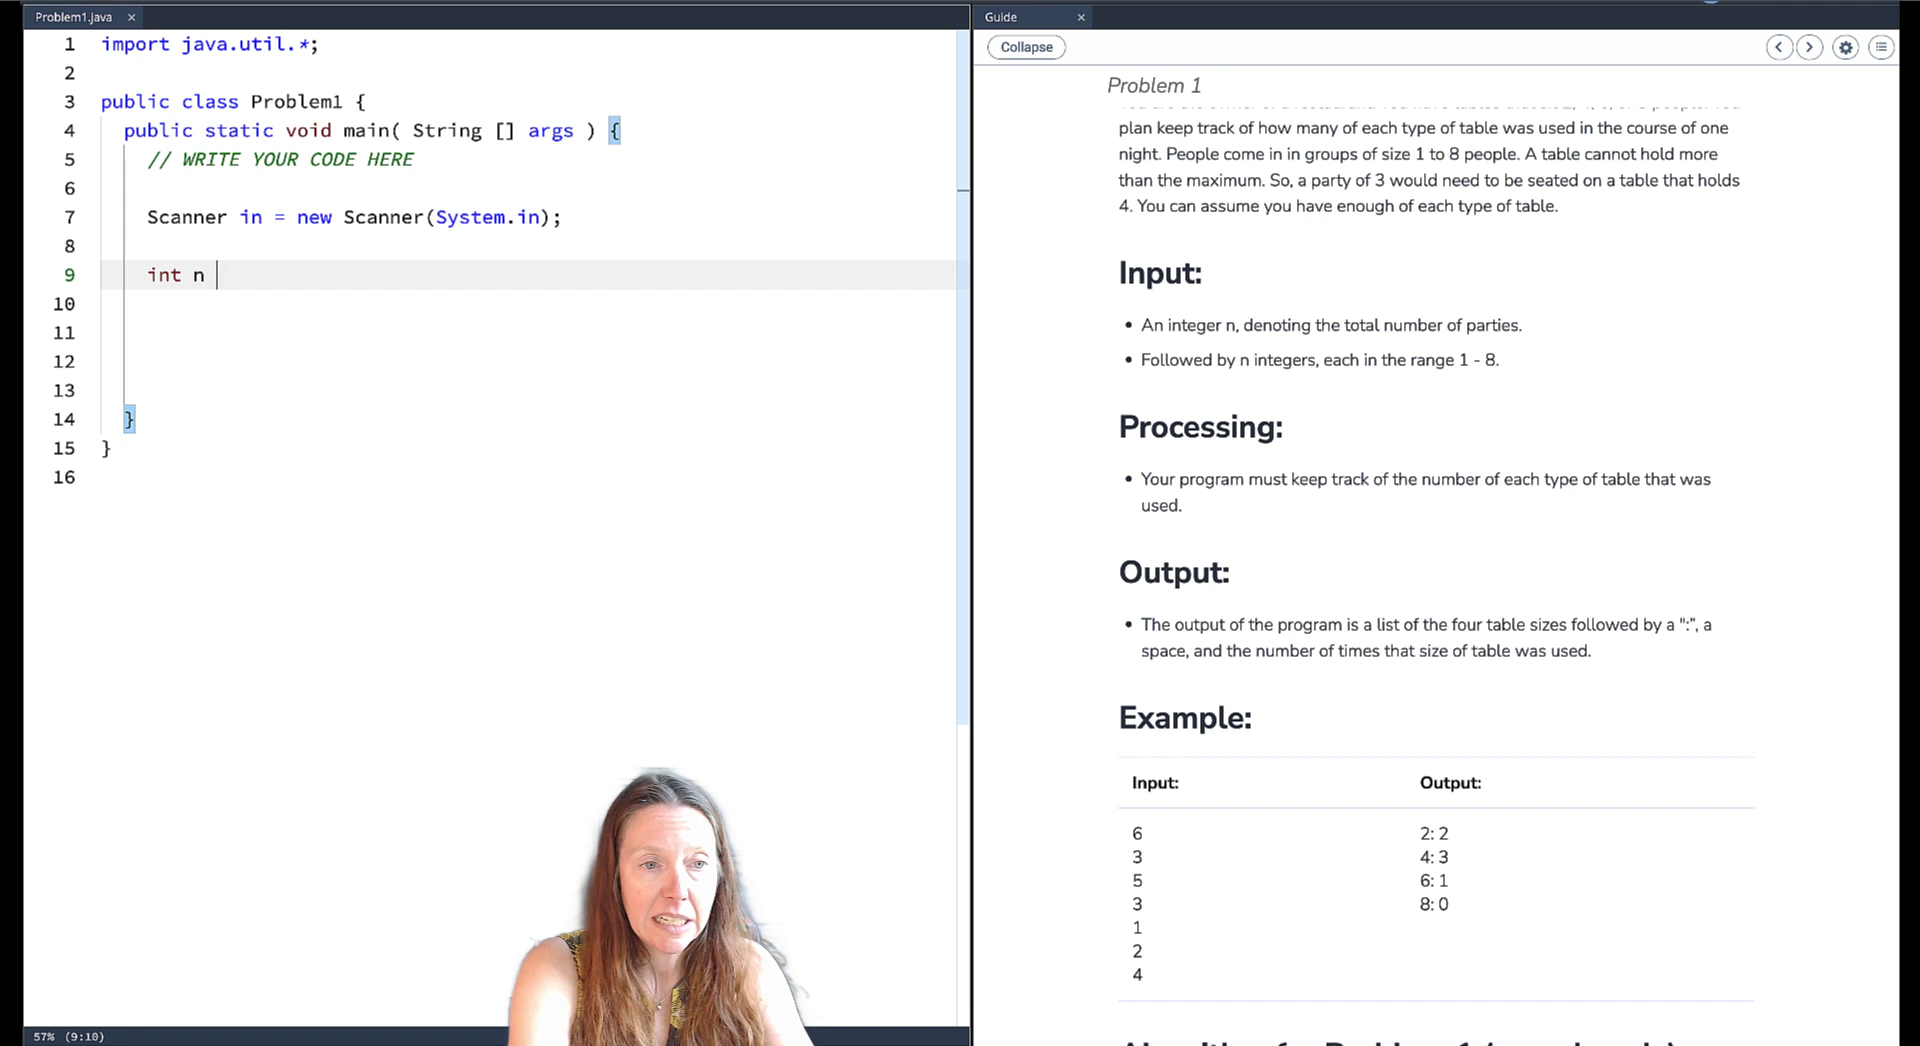 Problem1.java ×
1 import java.util.*;
2
3 public class Problem1 {
4 public static void main( String [] args ) {
5 // WRITE YOUR CODE HERE
6
7 Scanner in = new Scanner(System.in);
8
9 int n
10
11
12
13
14 }
15 }
16
57% (9:10)
Guide ×
Collapse
Problem 1
plan keep track of how many of each type of table was used in the course of one
night. People come in in groups of size 1 to 8 people. A table cannot hold more
than the maximum. So, a party of 3 would need to be seated on a table that holds
4. You can assume you have enough of each type of table.
Input:
• An integer n, denoting the total number of parties.
• Followed by n integers, each in the range 1 - 8.
Processing:
• Your program must keep track of the number of each type of table that was
used.
Output:
• The output of the program is a list of the four table sizes followed by a ":", a
space, and the number of times that size of table was used.
Example:
Input: Output:
6 2: 2
3 4: 3
5 6: 1
3 8: 0
1
2
4